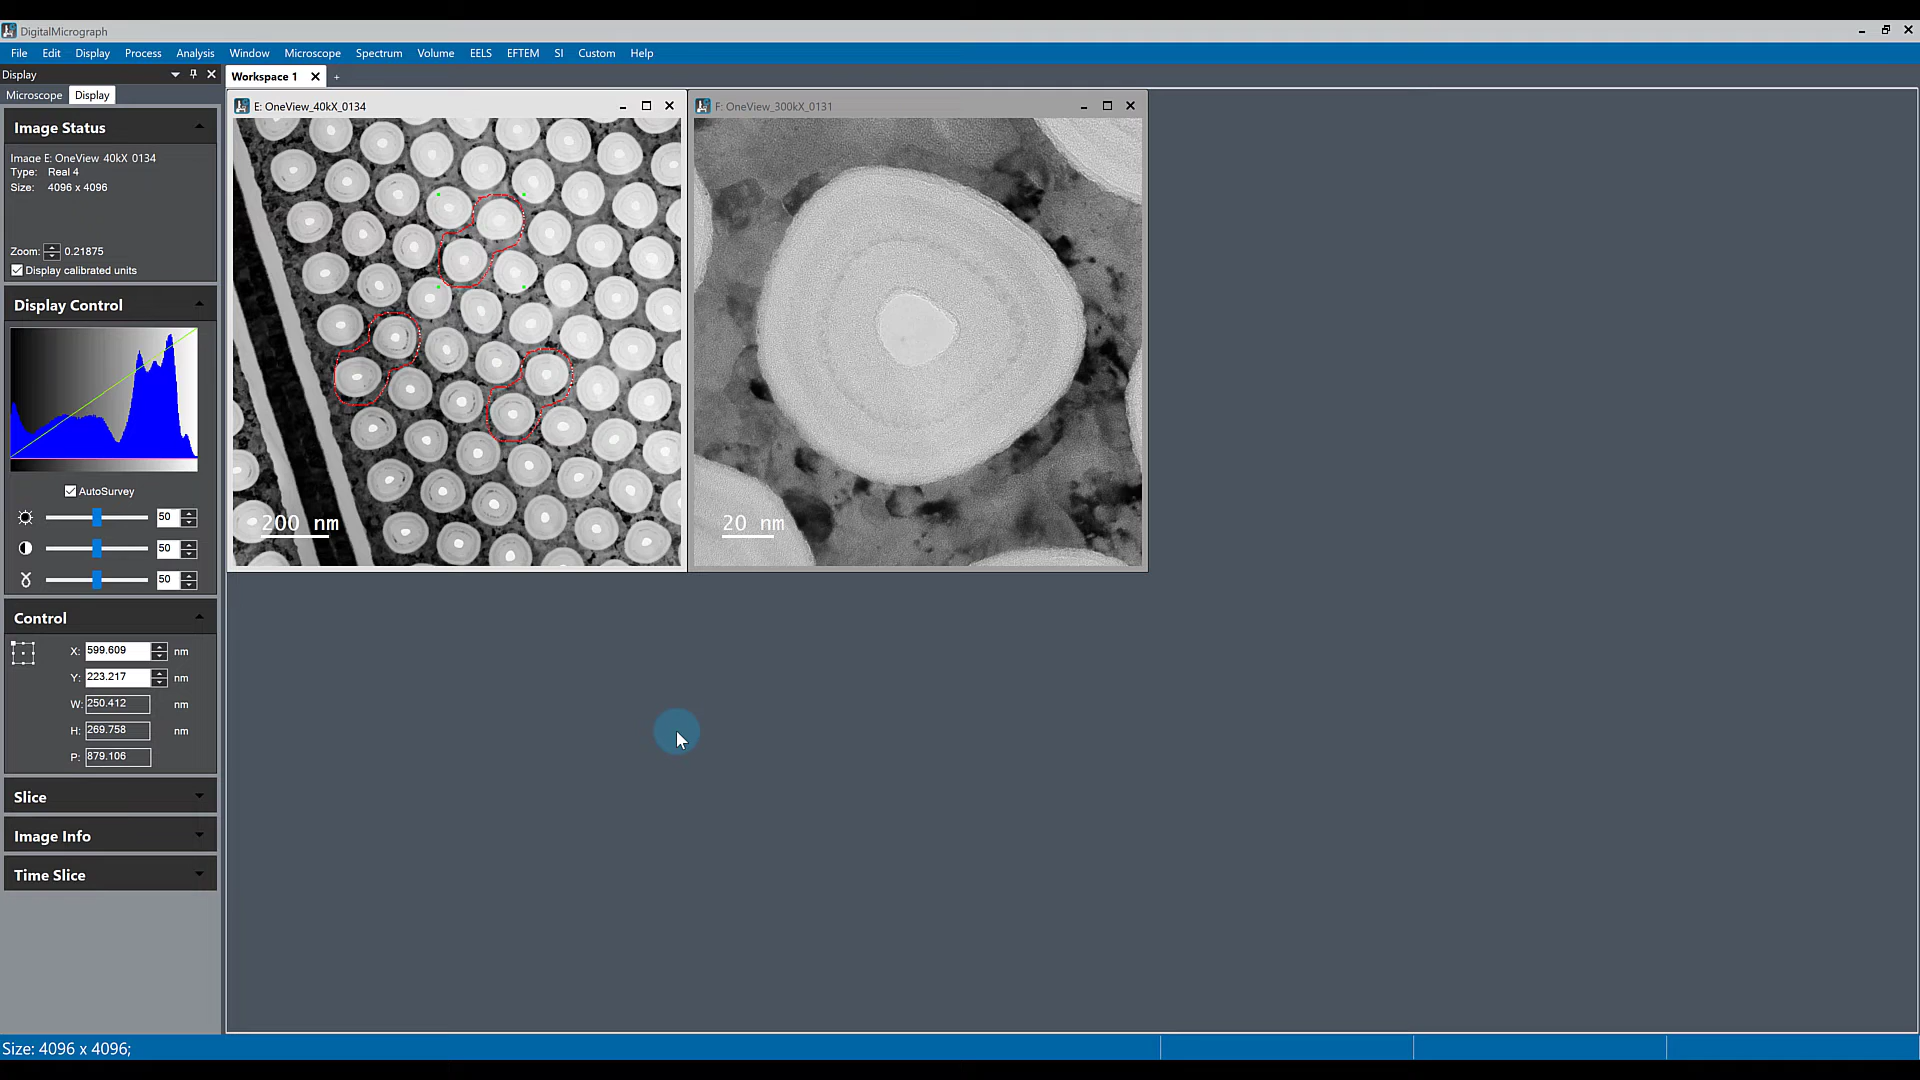 DigitalMicrograph
File Edit Display Process Analysis Window Microscope Spectrum Volume EELS EFTEM SI Custom Help
Display
Workspace 1
Microscope Display
E: OneView_40kX_0134
F: OneView_300kX_0131
Image Status
Image E: OneView 40kX 0134
Type: Real 4
Size: 4096 x 4096
Zoom: 0.21875
Display calibrated units
Display Control
AutoSurvey
50
50
50
200 nm
20 nm
Control
X: 599.609 nm
Y: 223.217 nm
W: 250.412 nm
H: 269.758 nm
P: 879.106
Slice
Image Info
Time Slice
Size: 4096 x 4096;